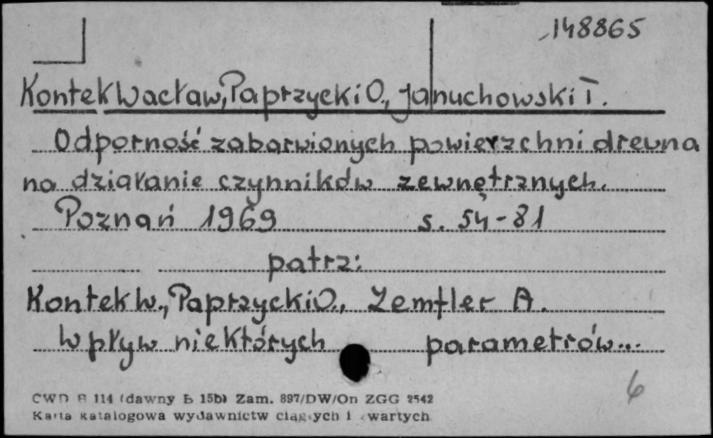 148865
Kontek Wacław, Paprzycki O., Januchowski T.
Odporność zabarwionych powierzchni drewna
na działanie czynników zewnętrznych.
Poznań 1969 s. 54-81
patrz:
Kontek W., Paprzycki O., Zemfler A.
Wpływ niektórych parametrów...
6
CWD B 114 (dawny B 15b) Zam. 897/DW/On ZGG 2542
Karta katalogowa wydawnictw ciągłych i zwartych